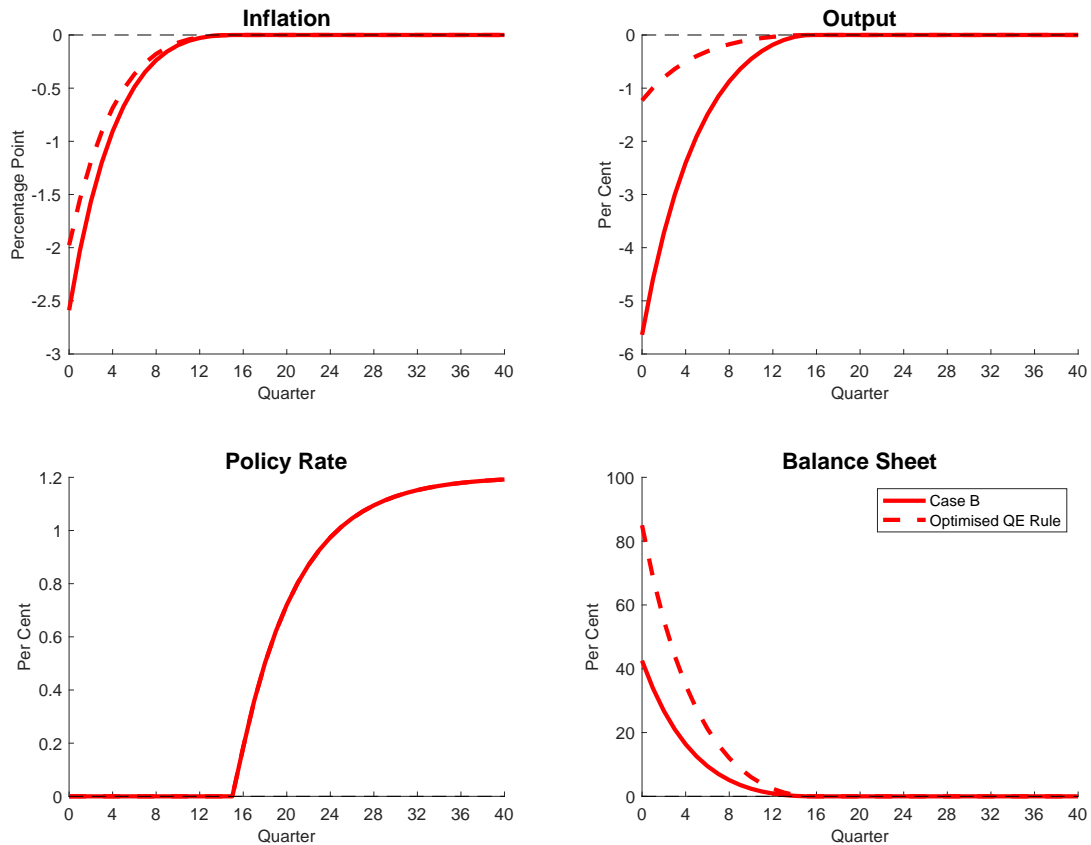 Inflation
0
-0.5
-1
-1.5
-2
-2.5
-3
Percentage Point
0 4 8 12 16 20 24 28 32 36 40
Quarter
Output
0
-1
-2
-3
-4
-5
-6
Per Cent
0 4 8 12 16 20 24 28 32 36 40
Quarter
Policy Rate
1.2
1
0.8
0.6
0.4
0.2
0
Per Cent
0 4 8 12 16 20 24 28 32 36 40
Quarter
Balance Sheet
100
80
60
40
20
0
Per Cent
Case B
Optimised QE Rule
0 4 8 12 16 20 24 28 32 36 40
Quarter